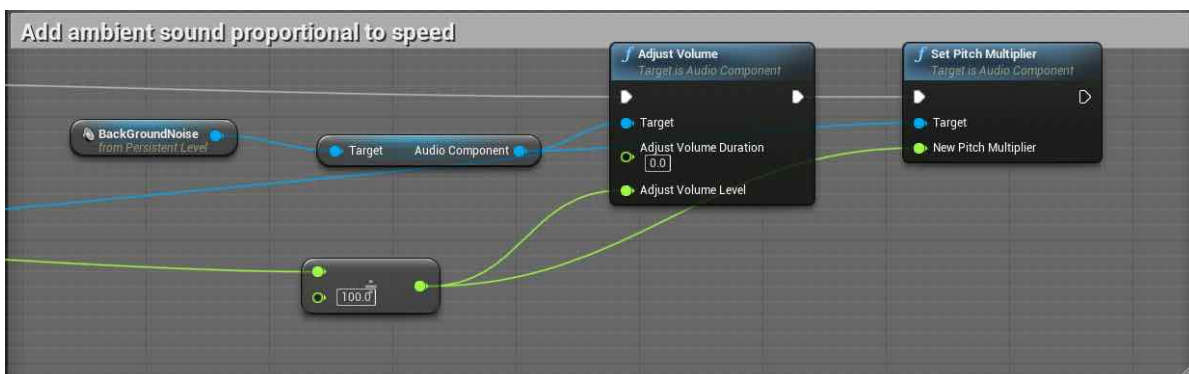 Add ambient sound proportional to speed
f Adjust Volume
Target is Audio Component
f Set Pitch Multiplier
Target is Audio Component
BackGroundNoise
from Persistent Level
Target Audio Component
Target
Adjust Volume Duration
0.0
Adjust Volume Level
Target
New Pitch Multiplier
÷
100.0